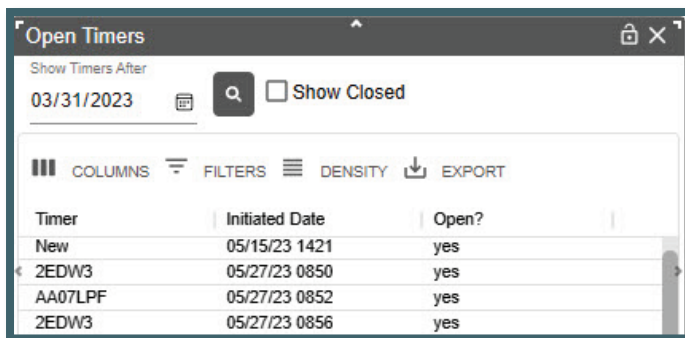 Open Timers
Show Timers After
03/31/2023
Show Closed
COLUMNS FILTERS DENSITY EXPORT
Timer Initiated Date Open?
New 05/15/23 1421 yes
2EDW3 05/27/23 0850 yes
AA07LPF 05/27/23 0852 yes
2EDW3 05/27/23 0856 yes